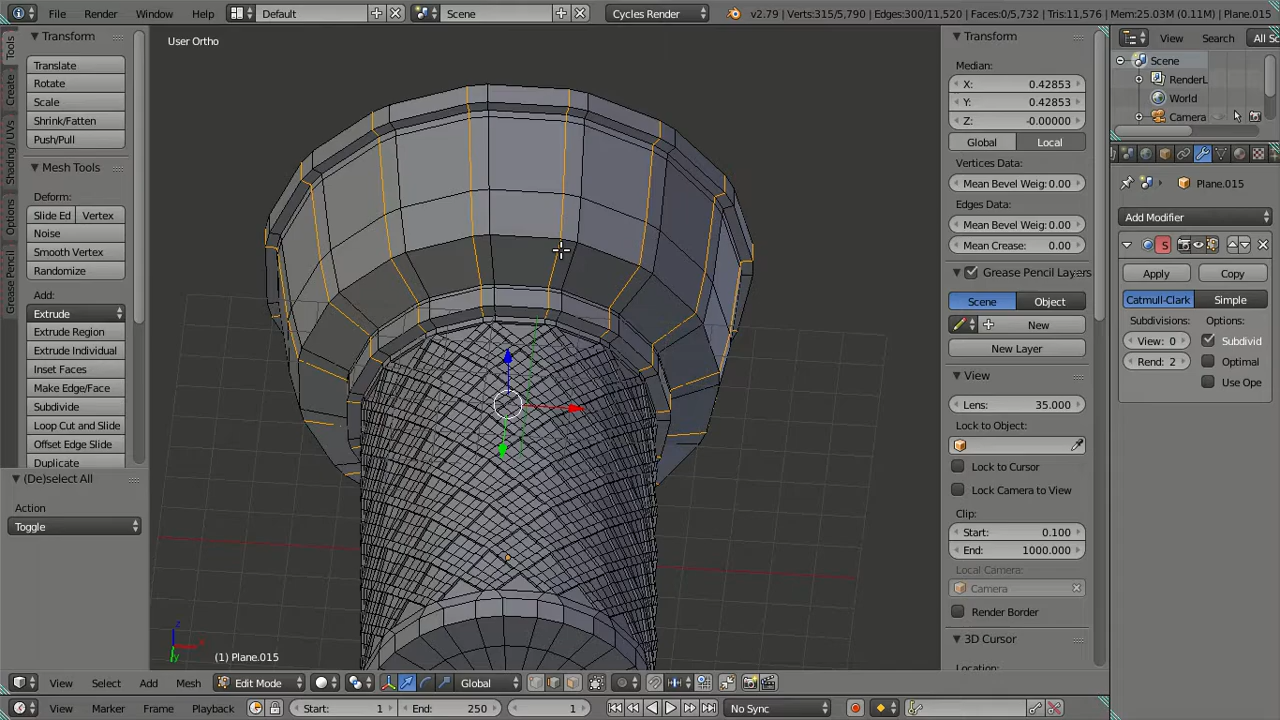 File Render Window Help Default Scene Cycles Render v2.79 | Verts:315/5,790 | Edges:300/11,520 | Faces:0/5,732 | Tris:11,576 | Mem:25.03M (0.11M) | Plane.015
Tools
Create
Shading / UVs
Options
Grease Pencil
Transform
Translate
Rotate
Scale
Shrink/Fatten
Push/Pull
Mesh Tools
Deform:
Slide Ed Vertex
Noise
Smooth Vertex
Randomize
Add:
Extrude
Extrude Region
Extrude Individual
Inset Faces
Make Edge/Face
Subdivide
Loop Cut and Slide
Offset Edge Slide
Duplicate
(De)select All
Action
Toggle
User Ortho
z
x
y
(1) Plane.015
Transform
Median:
X: 0.42853
Y: 0.42853
Z: -0.00000
Global Local
Vertices Data:
Mean Bevel Weig: 0.00
Edges Data:
Mean Bevel Weig: 0.00
Mean Crease: 0.00
Grease Pencil Layers
Scene Object
New
New Layer
View
Lens: 35.000
Lock to Object:
Lock to Cursor
Lock Camera to View
Clip:
Start: 0.100
End: 1000.000
Local Camera:
Camera
Render Border
3D Cursor
Location:
View Search All Sc
Scene
RenderL
World
Camera
Plane.015
Add Modifier
S
Apply Copy
Catmull-Clark Simple
Subdivisions: Options:
View: 0 Subdivid
Rend: 2 Optimal
Use Ope
View Select Add Mesh Edit Mode Global
View Marker Frame Playback Start: 1 End: 250 1 No Sync